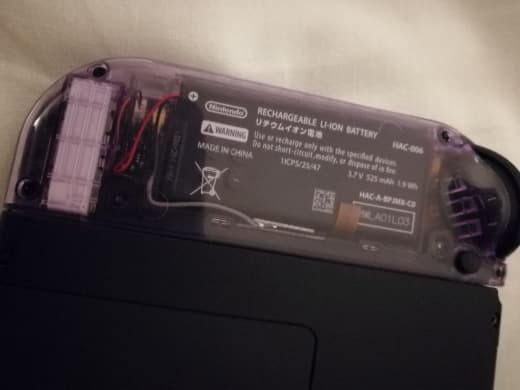 Nintendo
RECHARGEABLE LI-ION BATTERY
リチウムイオン電池
HAC-006
WARNING
Use or recharge only with the specified devices.
Do not short-circuit, modify, or dispose of in fire.
MADE IN CHINA
1ICP5/25/47
3.7 V 525 mAh 1.9 Wh
HAC-A-BPJMA-C0
LA01L03